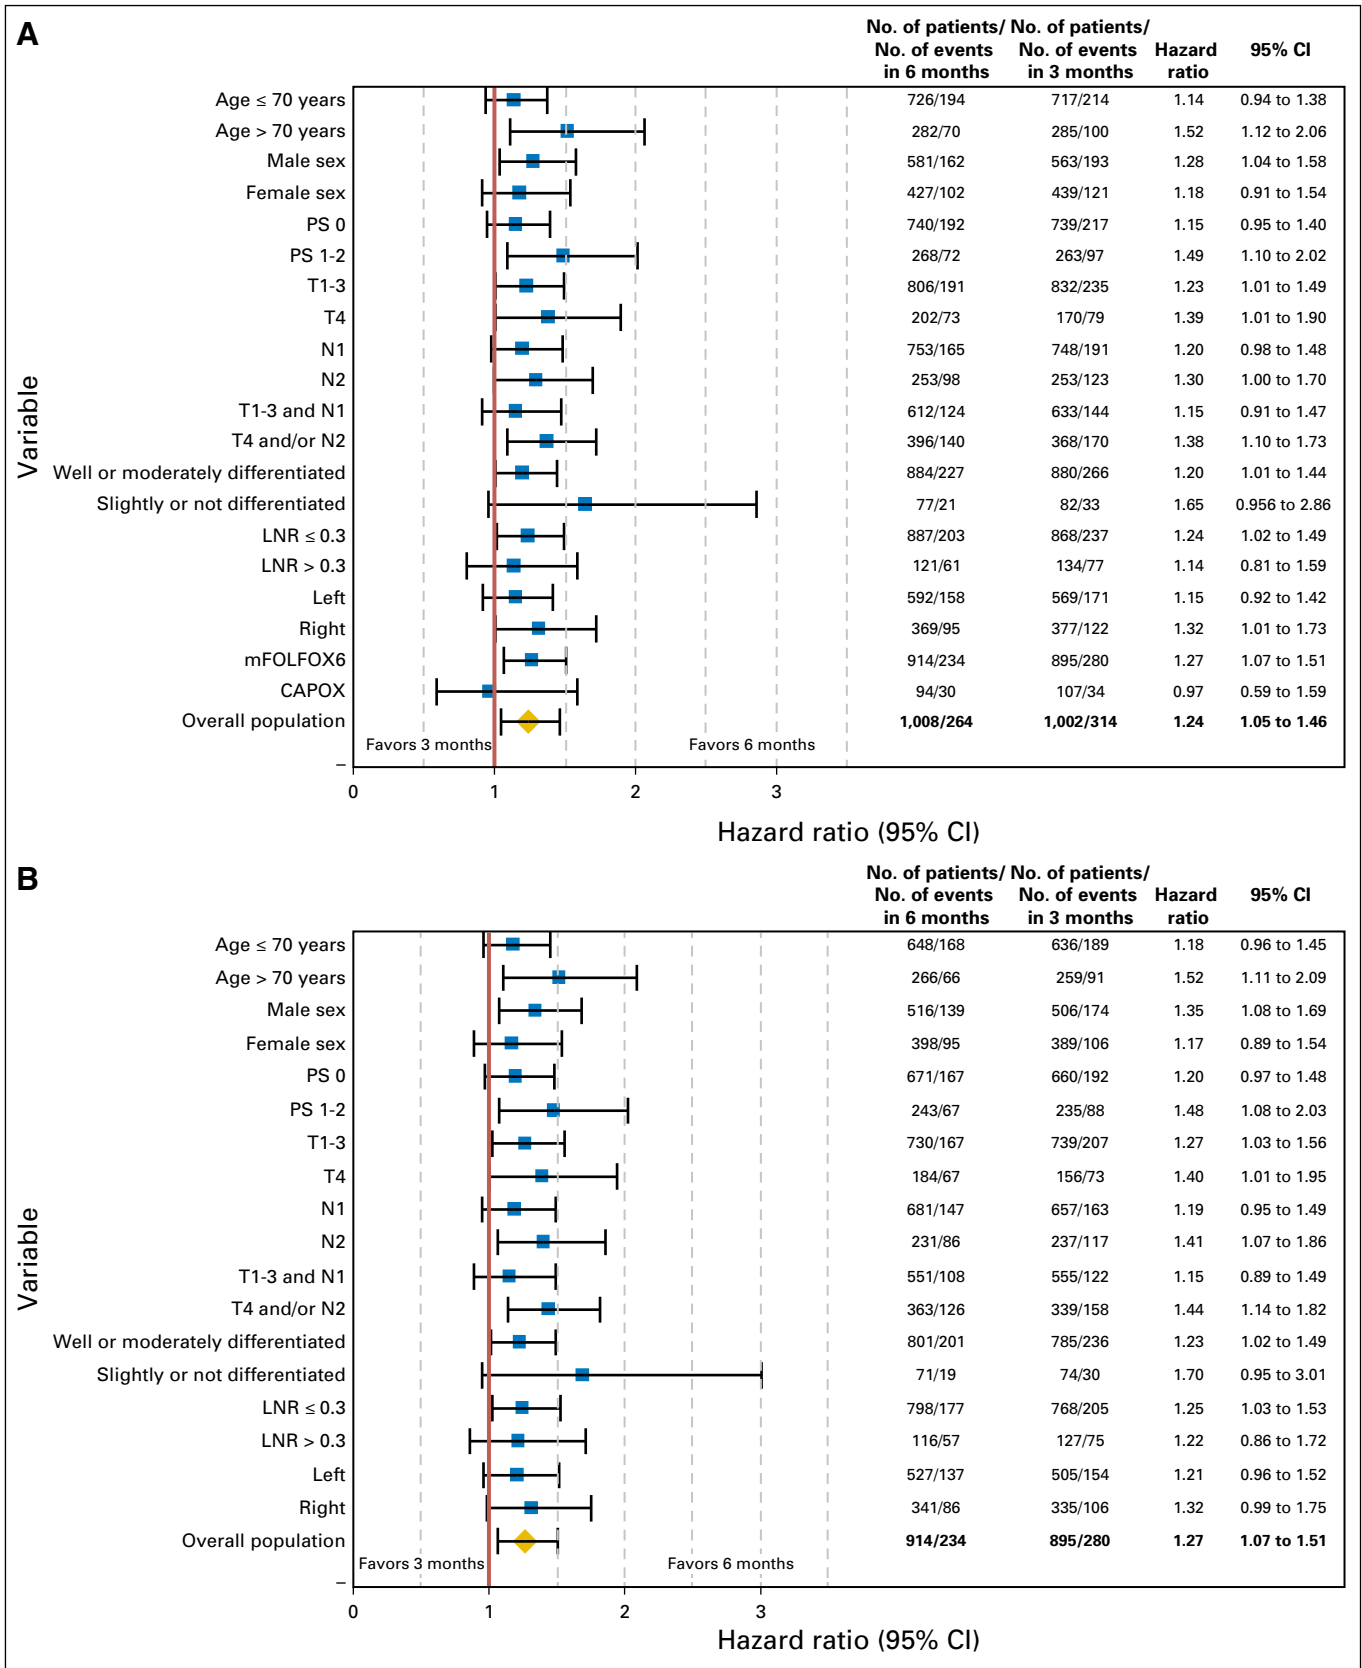 A
No. of patients/ No. of patients/
No. of events No. of events Hazard 95% CI
in 6 months in 3 months ratio
Age ≤ 70 years 726/194 717/214 1.14 0.94 to 1.38
Age > 70 years 282/70 285/100 1.52 1.12 to 2.06
Male sex 581/162 563/193 1.28 1.04 to 1.58
Female sex 427/102 439/121 1.18 0.91 to 1.54
PS 0 740/192 739/217 1.15 0.95 to 1.40
PS 1-2 268/72 263/97 1.49 1.10 to 2.02
T1-3 806/191 832/235 1.23 1.01 to 1.49
T4 202/73 170/79 1.39 1.01 to 1.90
N1 753/165 748/191 1.20 0.98 to 1.48
N2 253/98 253/123 1.30 1.00 to 1.70
T1-3 and N1 612/124 633/144 1.15 0.91 to 1.47
T4 and/or N2 396/140 368/170 1.38 1.10 to 1.73
Well or moderately differentiated 884/227 880/266 1.20 1.01 to 1.44
Slightly or not differentiated 77/21 82/33 1.65 0.956 to 2.86
LNR ≤ 0.3 887/203 868/237 1.24 1.02 to 1.49
LNR > 0.3 121/61 134/77 1.14 0.81 to 1.59
Left 592/158 569/171 1.15 0.92 to 1.42
Right 369/95 377/122 1.32 1.01 to 1.73
mFOLFOX6 914/234 895/280 1.27 1.07 to 1.51
CAPOX 94/30 107/34 0.97 0.59 to 1.59
Overall population 1,008/264 1,002/314 1.24 1.05 to 1.46
Favors 3 months Favors 6 months
Variable
0 1 2 3
Hazard ratio (95% CI)
B
No. of patients/ No. of patients/
No. of events No. of events Hazard 95% CI
in 6 months in 3 months ratio
Age ≤ 70 years 648/168 636/189 1.18 0.96 to 1.45
Age > 70 years 266/66 259/91 1.52 1.11 to 2.09
Male sex 516/139 506/174 1.35 1.08 to 1.69
Female sex 398/95 389/106 1.17 0.89 to 1.54
PS 0 671/167 660/192 1.20 0.97 to 1.48
PS 1-2 243/67 235/88 1.48 1.08 to 2.03
T1-3 730/167 739/207 1.27 1.03 to 1.56
T4 184/67 156/73 1.40 1.01 to 1.95
N1 681/147 657/163 1.19 0.95 to 1.49
N2 231/86 237/117 1.41 1.07 to 1.86
T1-3 and N1 551/108 555/122 1.15 0.89 to 1.49
T4 and/or N2 363/126 339/158 1.44 1.14 to 1.82
Well or moderately differentiated 801/201 785/236 1.23 1.02 to 1.49
Slightly or not differentiated 71/19 74/30 1.70 0.95 to 3.01
LNR ≤ 0.3 798/177 768/205 1.25 1.03 to 1.53
LNR > 0.3 116/57 127/75 1.22 0.86 to 1.72
Left 527/137 505/154 1.21 0.96 to 1.52
Right 341/86 335/106 1.32 0.99 to 1.75
Overall population 914/234 895/280 1.27 1.07 to 1.51
Favors 3 months Favors 6 months
Variable
0 1 2 3
Hazard ratio (95% CI)